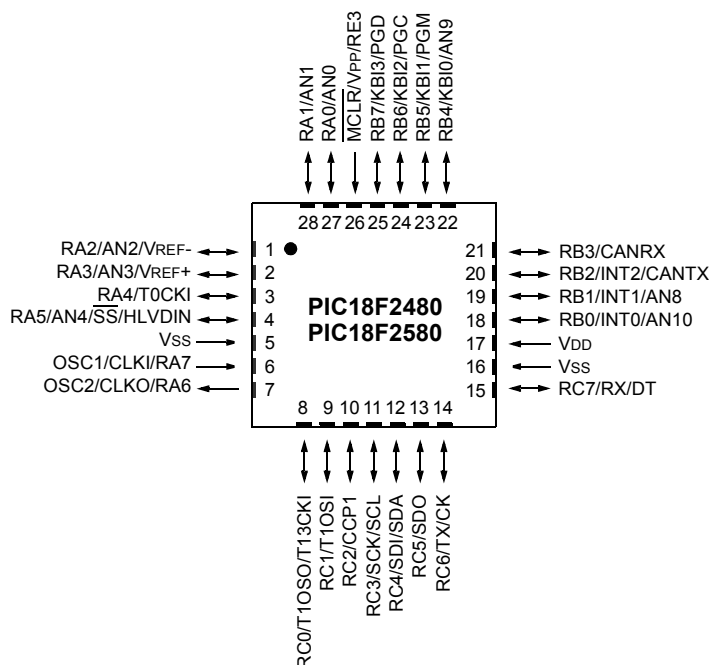 RA1/AN1
RA0/AN0
MCLR/VPP/RE3
RB7/KBI3/PGD
RB6/KBI2/PGC
RB5/KBI1/PGM
RB4/KBI0/AN9
28 27 26 25 24 23 22
RA2/AN2/VREF- 1
RA3/AN3/VREF+ 2
RA4/T0CKI 3
RA5/AN4/SS/HLVDIN 4
VSS 5
OSC1/CLKI/RA7 6
OSC2/CLKO/RA6 7
PIC18F2480
PIC18F2580
21 RB3/CANRX
20 RB2/INT2/CANTX
19 RB1/INT1/AN8
18 RB0/INT0/AN10
17 VDD
16 VSS
15 RC7/RX/DT
8 9 10 11 12 13 14
RC0/T1OSO/T13CKI
RC1/T1OSI
RC2/CCP1
RC3/SCK/SCL
RC4/SDI/SDA
RC5/SDO
RC6/TX/CK